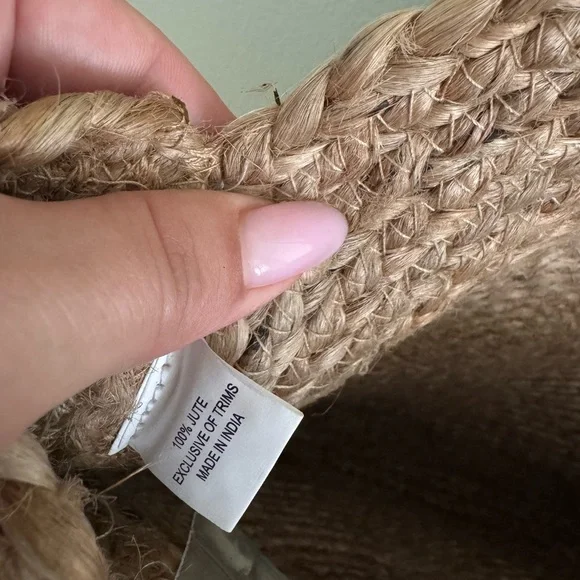 100% JUTE
EXCLUSIVE OF TRIMS
MADE IN INDIA